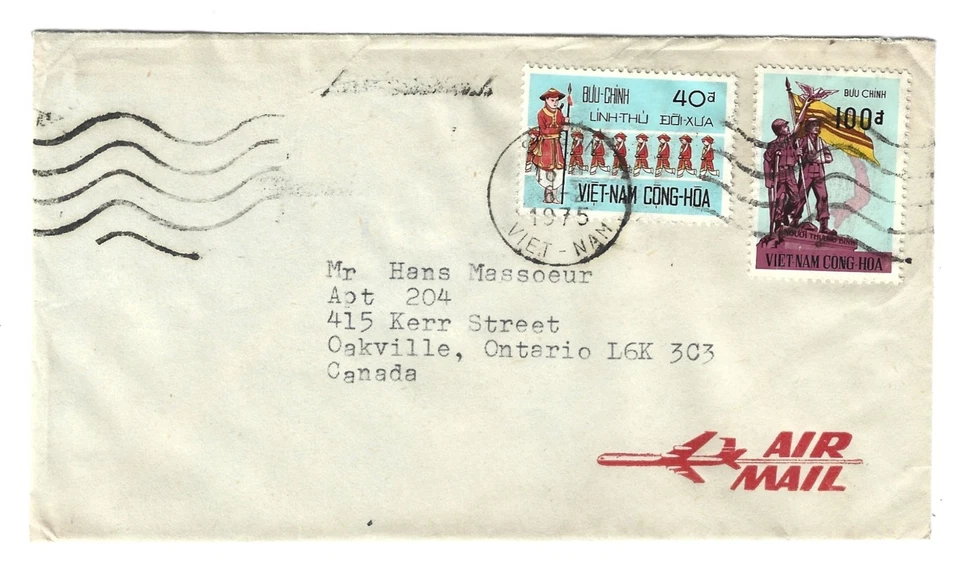 BƯU-CHÍNH 40đ
LÍNH-THÚ ĐỜI-XƯA
VIỆT-NAM CỘNG-HÒA
BƯU CHÍNH
100đ
VIỆT-NAM CỘNG-HÒA
1975
VIET-NAM
Mr Hans Massoeur
Apt 204
415 Kerr Street
Oakville, Ontario L6K 3C3
Canada
AIR
MAIL